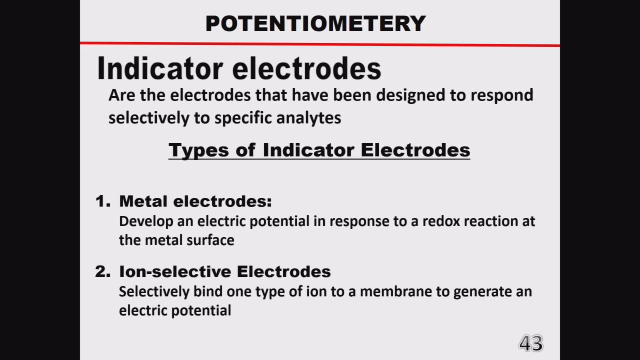 POTENTIOMETERY
Indicator electrodes
Are the electrodes that have been designed to respond
selectively to specific analytes
Types of Indicator Electrodes
1. Metal electrodes:
Develop an electric potential in response to a redox reaction at
the metal surface
2. Ion-selective Electrodes
Selectively bind one type of ion to a membrane to generate an
electric potential
43